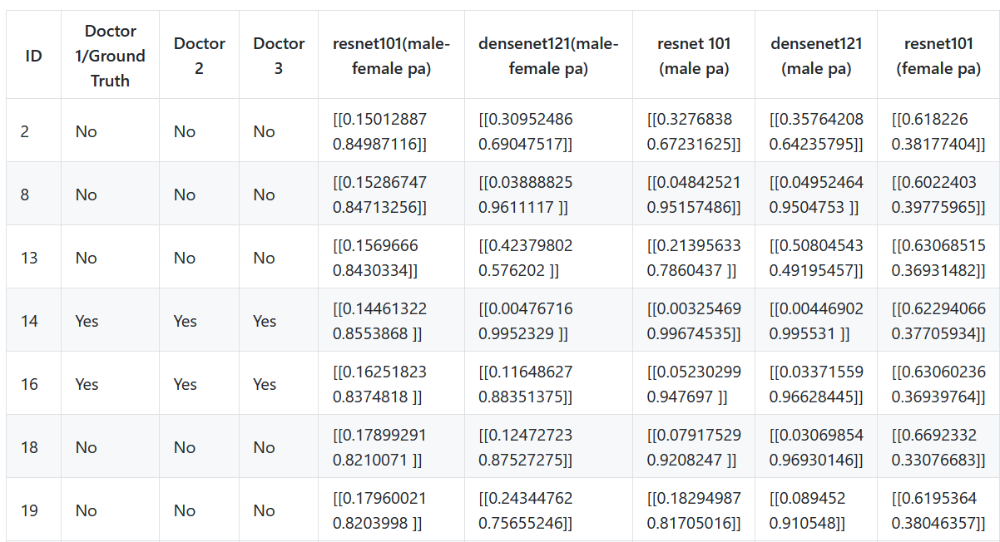 ID
Doctor
1/Ground
Truth
Doctor
2
Doctor
3
resnet101(male-
female pa)
densenet121(male-
female pa)
resnet 101
(male pa)
densenet121
(male pa)
resnet101
(female pa)
2
No
No
No
[[0.15012887
0.84987116]]
[[0.30952486
0.69047517]]
[[0.3276838
0.67231625]]
[[0.35764208
0.64235795]]
[[0.618226
0.38177404]]
8
No
No
No
[[0.15286747
0.84713256]]
[[0.03888825
0.9611117 ]]
[[0.04842521
0.95157486]]
[[0.04952464
0.9504753 ]]
[[0.6022403
0.39775965]]
13
No
No
No
[[0.1569666
0.8430334]]
[[0.42379802
0.576202 ]]
[[0.21395633
0.7860437 ]]
[[0.50804543
0.49195457]]
[[0.63068515
0.36931482]]
14
Yes
Yes
Yes
[[0.14461322
0.8553868 ]]
[[0.00476716
0.9952329 ]]
[[0.00325469
0.99674535]]
[[0.00446902
0.995531 ]]
[[0.62294066
0.37705934]]
16
Yes
Yes
Yes
[[0.16251823
0.8374818 ]]
[[0.11648627
0.88351375]]
[[0.05230299
0.947697 ]]
[[0.03371559
0.96628445]]
[[0.63060236
0.36939764]]
18
No
No
No
[[0.17899291
0.8210071 ]]
[[0.12472723
0.87527275]]
[[0.07917529
0.9208247 ]]
[[0.03069854
0.96930146]]
[[0.6692332
0.33076683]]
19
No
No
No
[[0.17960021
0.8203998 ]]
[[0.24344762
0.75655246]]
[[0.18294987
0.81705016]]
[[0.089452
0.910548]]
[[0.6195364
0.38046357]]